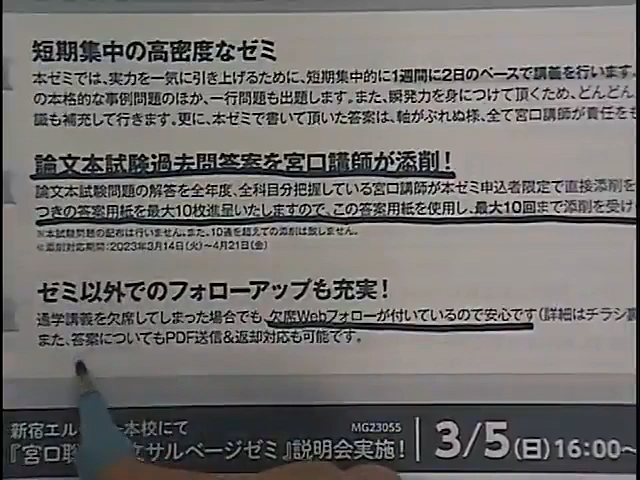 短期集中の高密度なゼミ
本ゼミでは、実力を一気に引き上げるために、短期集中的に1週間に2日のペースで講義を行います
の本格的な事例問題のほか、一行問題も出題します。また、瞬発力を身につけて頂くため、どんどん
識も補充して行きます。更に、本ゼミで書いて頂いた答案は、軸がぶれぬ様、全て宮口講師が責任を
論文本試験過去問答案を宮口講師が添削！
論文本試験問題の解答を全年度、全科目分把握している宮口講師が本ゼミ申込者限定で直接添削を
つきの答案用紙を最大10枚進呈いたしますので、この答案用紙を使用し、最大10回まで添削を受け
※本試験問題の配布は行いません。また、10通を超えての添削は致しません。
※添削対応期間：2023年3月14日(火)〜4月21日(金)
ゼミ以外でのフォローアップも充実！
通学講義を欠席してしまった場合でも、欠席Webフォローが付いているので安心です（詳細はチラシ
また、答案についてもPDF送信&返却対応も可能です。
新宿エル 本校にて
MG23055
『宮口 サルベージゼミ』説明会実施！
3/5(日)16:00〜